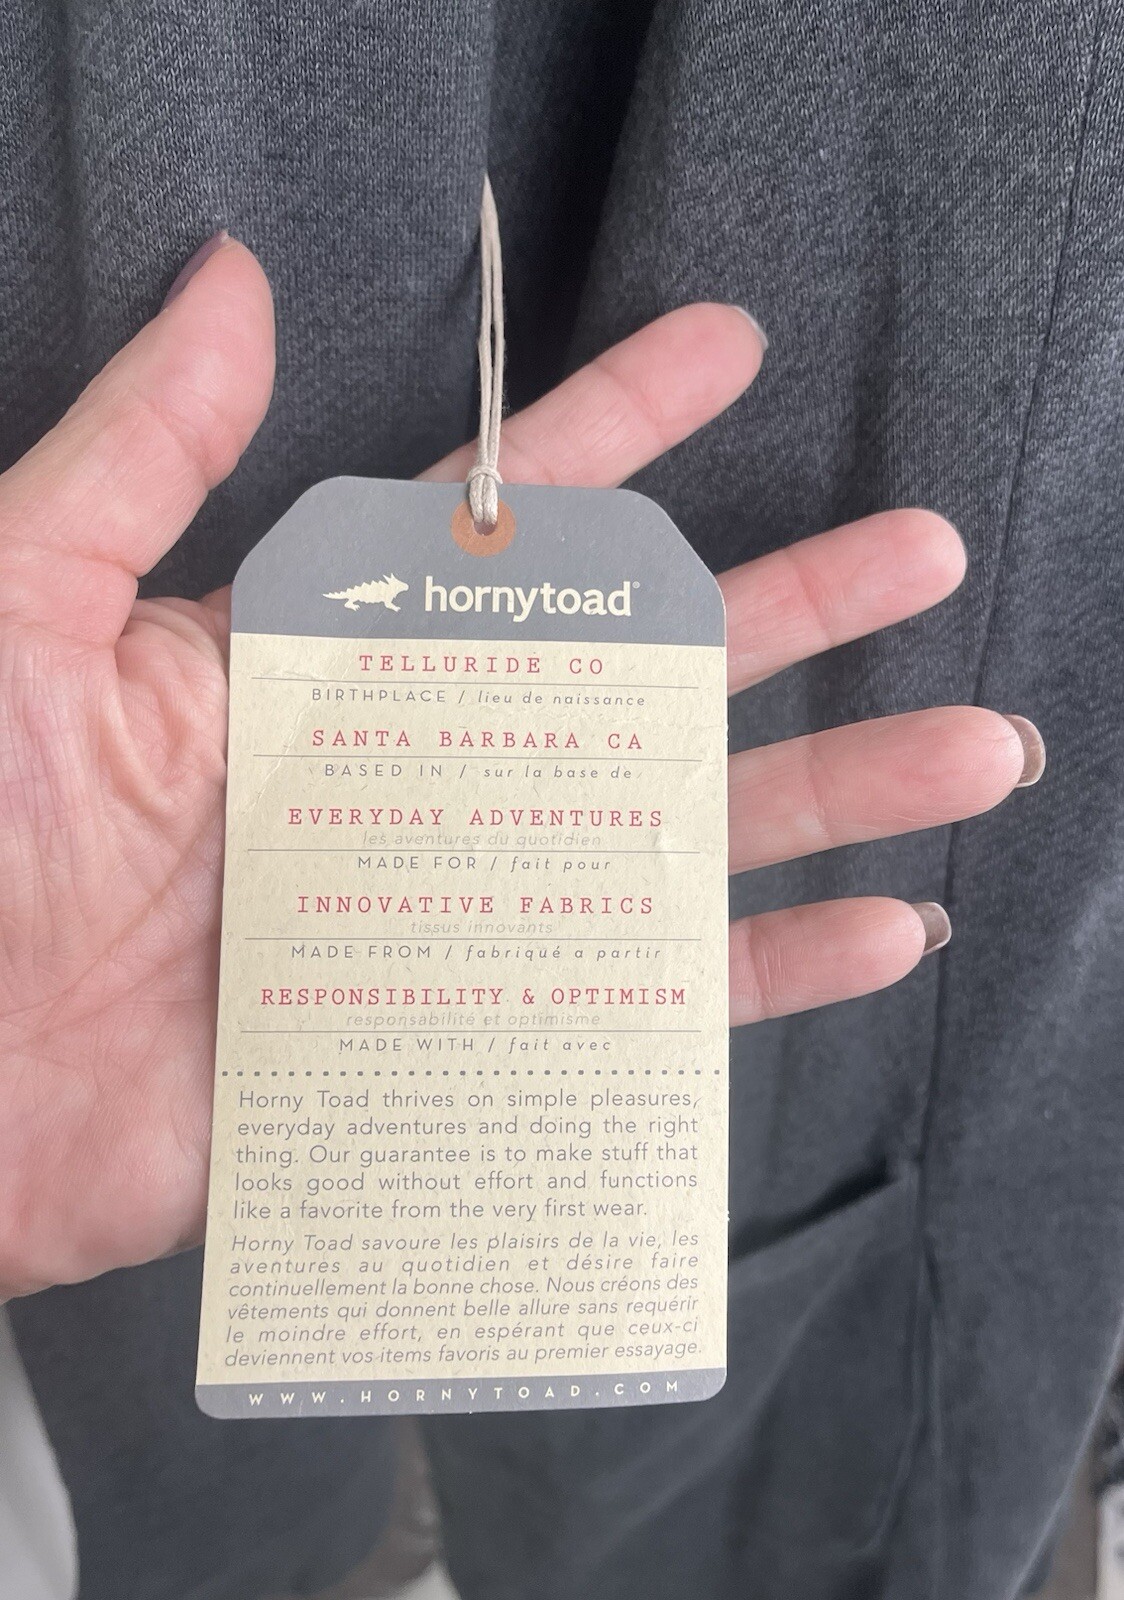 hornytoad®
TELLURIDE CO
BIRTHPLACE / lieu de naissance
SANTA BARBARA CA
BASED IN / sur la base de
EVERYDAY ADVENTURES
les aventures du quotidien
MADE FOR / fait pour
INNOVATIVE FABRICS
tissus innovants
MADE FROM / fabriqué a partir
RESPONSIBILITY & OPTIMISM
responsabilité et optimisme
MADE WITH / fait avec
Horny Toad thrives on simple pleasures,
everyday adventures and doing the right
thing. Our guarantee is to make stuff that
looks good without effort and functions
like a favorite from the very first wear.
Horny Toad savoure les plaisirs de la vie, les
aventures au quotidien et désire faire
continuellement la bonne chose. Nous créons des
vêtements qui donnent belle allure sans requérir
le moindre effort, en espérant que ceux-ci
deviennent vos items favoris au premier essayage.
WWW.HORNYTOAD.COM